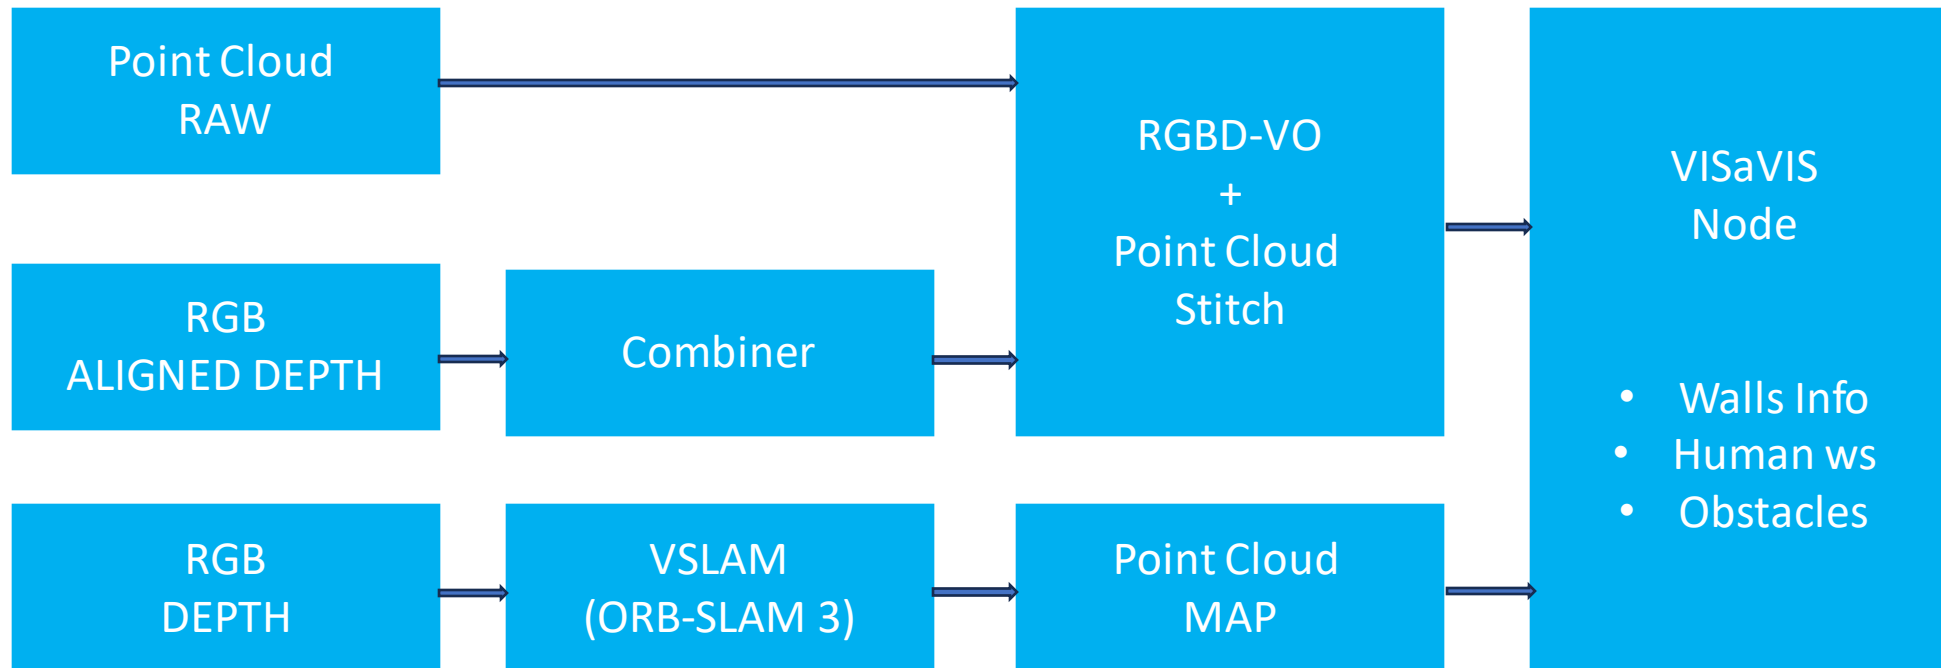 Point Cloud
RAW
RGBD-VO
+
Point Cloud
Stitch
VISaVIS
Node
• Walls Info
• Human ws
• Obstacles
RGB
ALIGNED DEPTH
Combiner
RGB
DEPTH
VSLAM
(ORB-SLAM 3)
Point Cloud
MAP